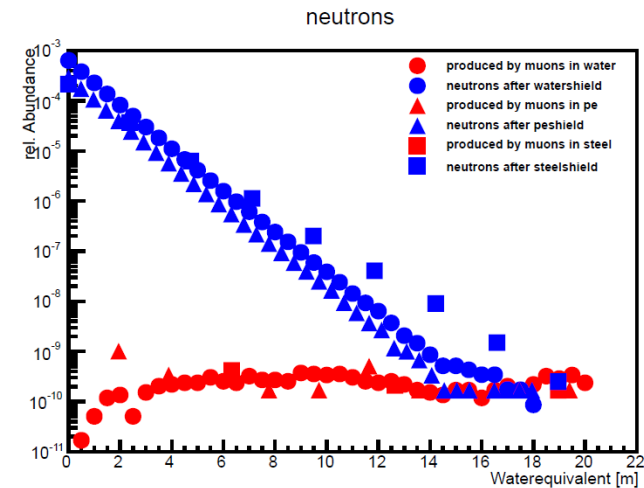 neutrons
rel. Abundance
10-3
10-4
10-5
10-6
10-7
10-8
10-9
10-10
10-11
produced by muons in water
neutrons after watershield
produced by muons in pe
neutrons after peshield
produced by muons in steel
neutrons after steelshield
0 2 4 6 8 10 12 14 16 18 20 22
Waterequivalent [m]